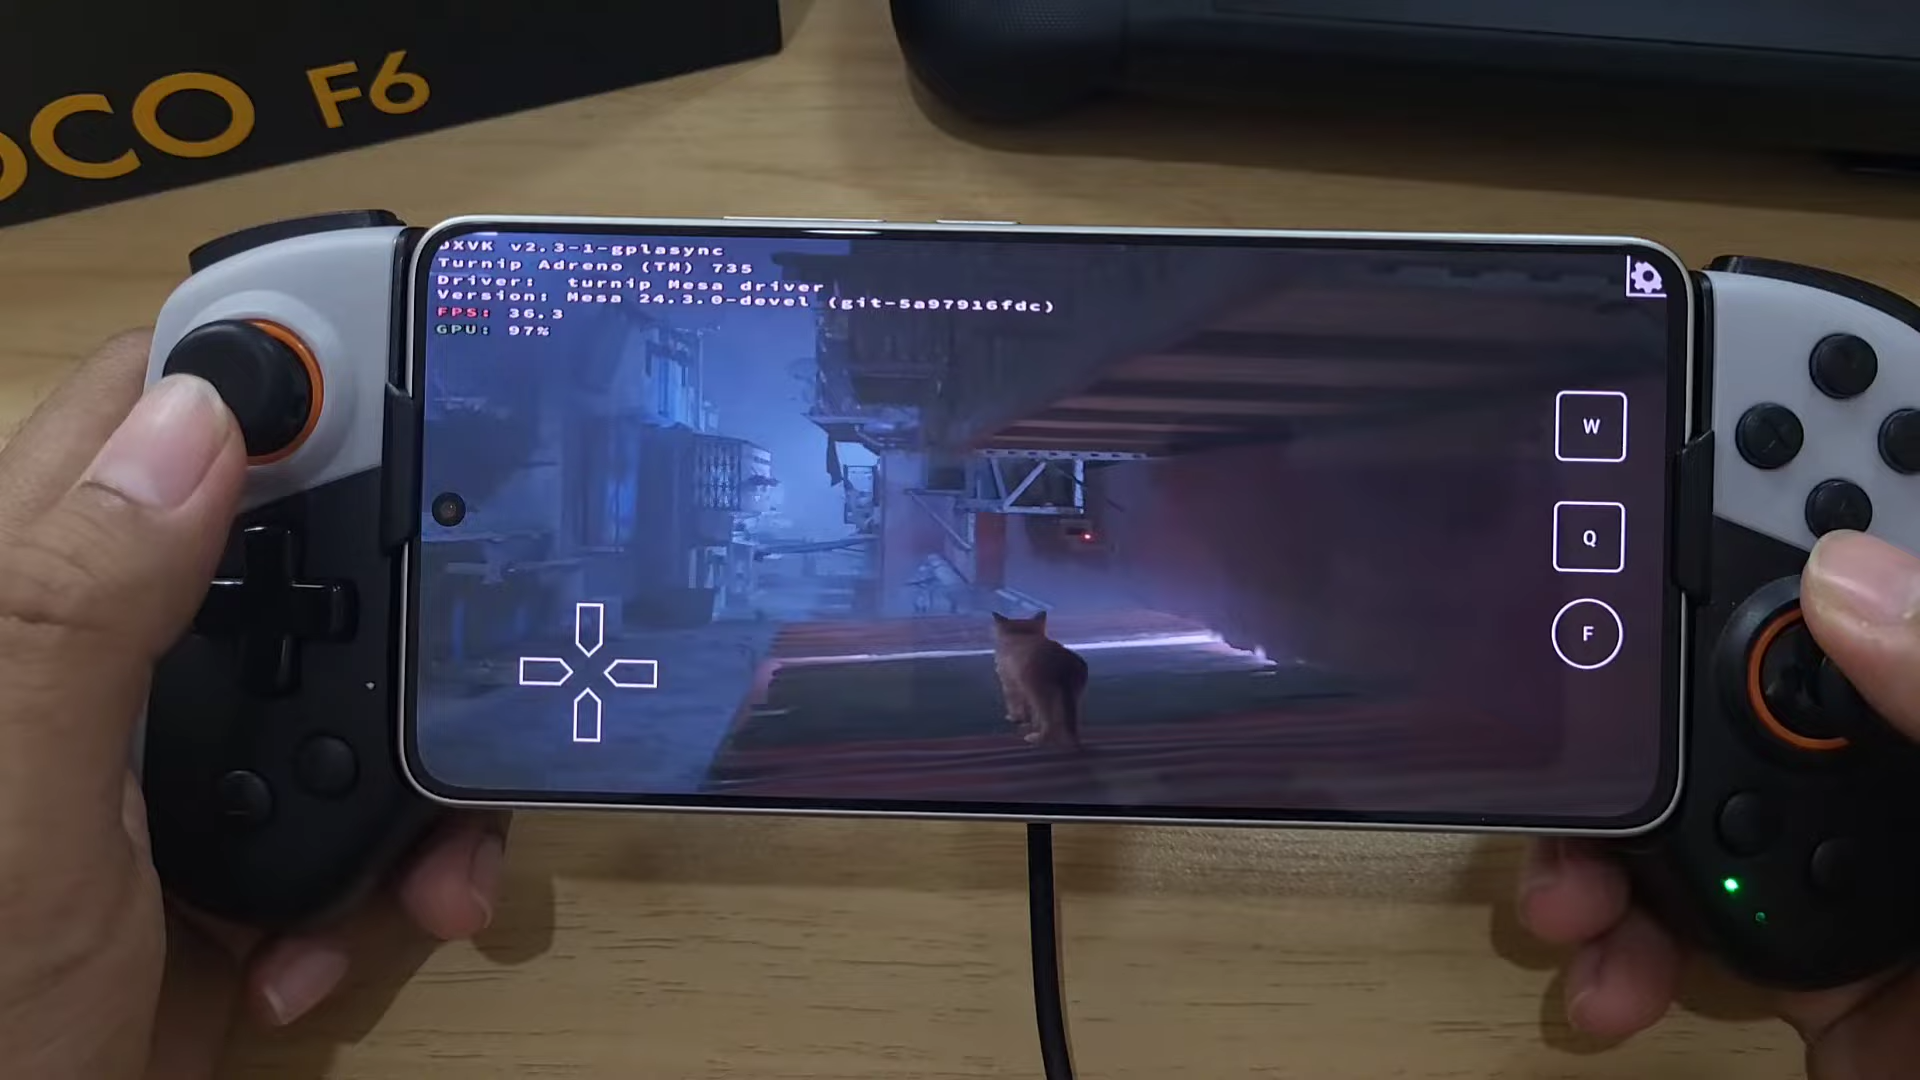 OCO F6
DXVK v2.3-1-gplasync
Turnip Adreno (TM) 735
Driver: turnip Mesa driver
Version: Mesa 24.3.0-devel (git-5a97916fdc)
FPS: 36.3
GPU: 97%
W
Q
F